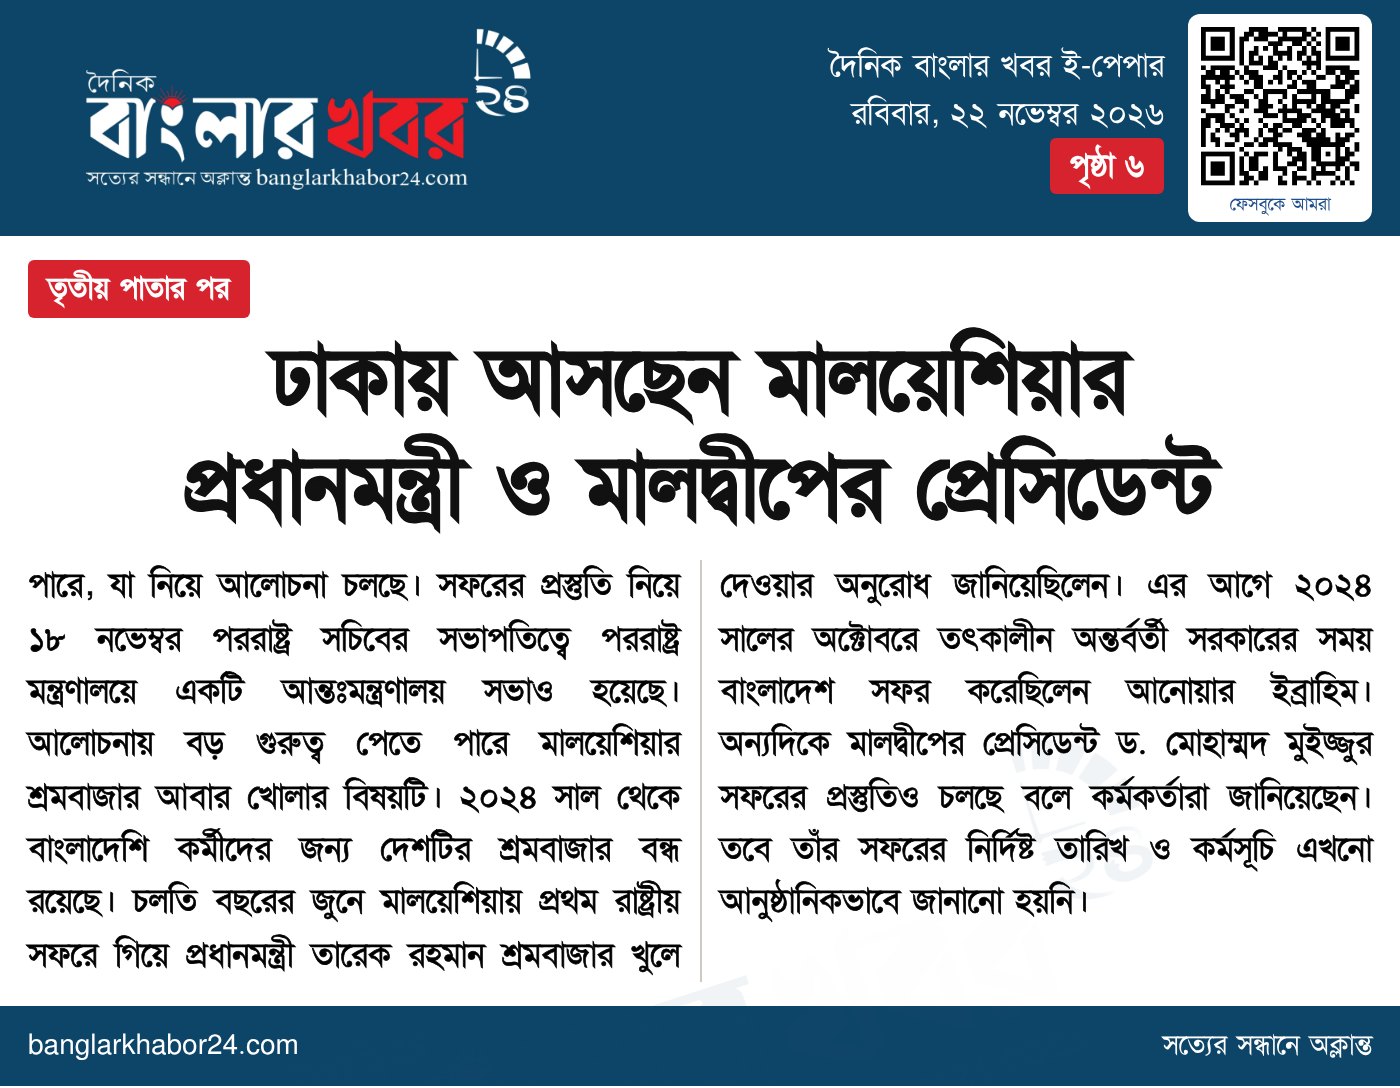 দৈনিক
বাংলার খবর
২৪
সত্যের সন্ধানে অক্লান্ত banglarkhabor24.com
দৈনিক বাংলার খবর ই-পেপার
রবিবার, ২২ নভেম্বর ২০২৬
পৃষ্ঠা ৬
ফেসবুকে আমরা
তৃতীয় পাতার পর
ঢাকায় আসছেন মালয়েশিয়ার
প্রধানমন্ত্রী ও মালদ্বীপের প্রেসিডেন্ট
পারে, যা নিয়ে আলোচনা চলছে। সফরের প্রস্তুতি নিয়ে
১৮ নভেম্বর পররাষ্ট্র সচিবের সভাপতিত্বে পররাষ্ট্র
মন্ত্রণালয়ে একটি আন্তঃমন্ত্রণালয় সভাও হয়েছে।
আলোচনায় বড় গুরুত্ব পেতে পারে মালয়েশিয়ার
শ্রমবাজার আবার খোলার বিষয়টি। ২০২৪ সাল থেকে
বাংলাদেশি কর্মীদের জন্য দেশটির শ্রমবাজার বন্ধ
রয়েছে। চলতি বছরের জুনে মালয়েশিয়ায় প্রথম রাষ্ট্রীয়
সফরে গিয়ে প্রধানমন্ত্রী তারেক রহমান শ্রমবাজার খুলে
দেওয়ার অনুরোধ জানিয়েছিলেন। এর আগে ২০২৪
সালের অক্টোবরে তৎকালীন অন্তর্বর্তী সরকারের সময়
বাংলাদেশ সফর করেছিলেন আনোয়ার ইব্রাহিম।
অন্যদিকে মালদ্বীপের প্রেসিডেন্ট ড. মোহাম্মদ মুইজ্জুর
সফরের প্রস্তুতিও চলছে বলে কর্মকর্তারা জানিয়েছেন।
তবে তাঁর সফরের নির্দিষ্ট তারিখ ও কর্মসূচি এখনো
আনুষ্ঠানিকভাবে জানানো হয়নি।
banglarkhabor24.com
সত্যের সন্ধানে অক্লান্ত